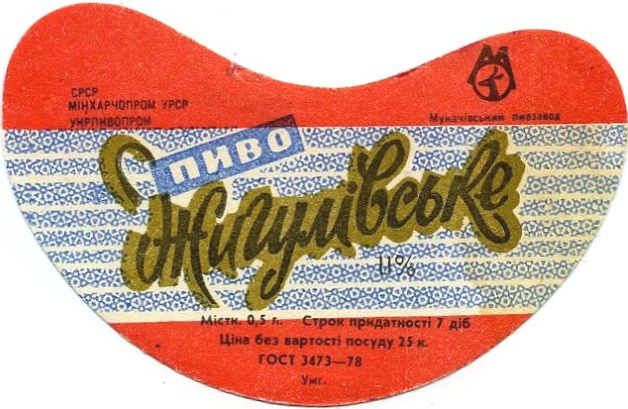 СРСР
МІНХАРЧОПРОМ УРСР
УКРПИВОПРОМ
Мукачівський пивзавод
ПИВО
Жигулівське
11%
Містк. 0,5 л. Строк придатності 7 діб
Ціна без вартості посуду 25 к.
ГОСТ 3473—78
Ужг.